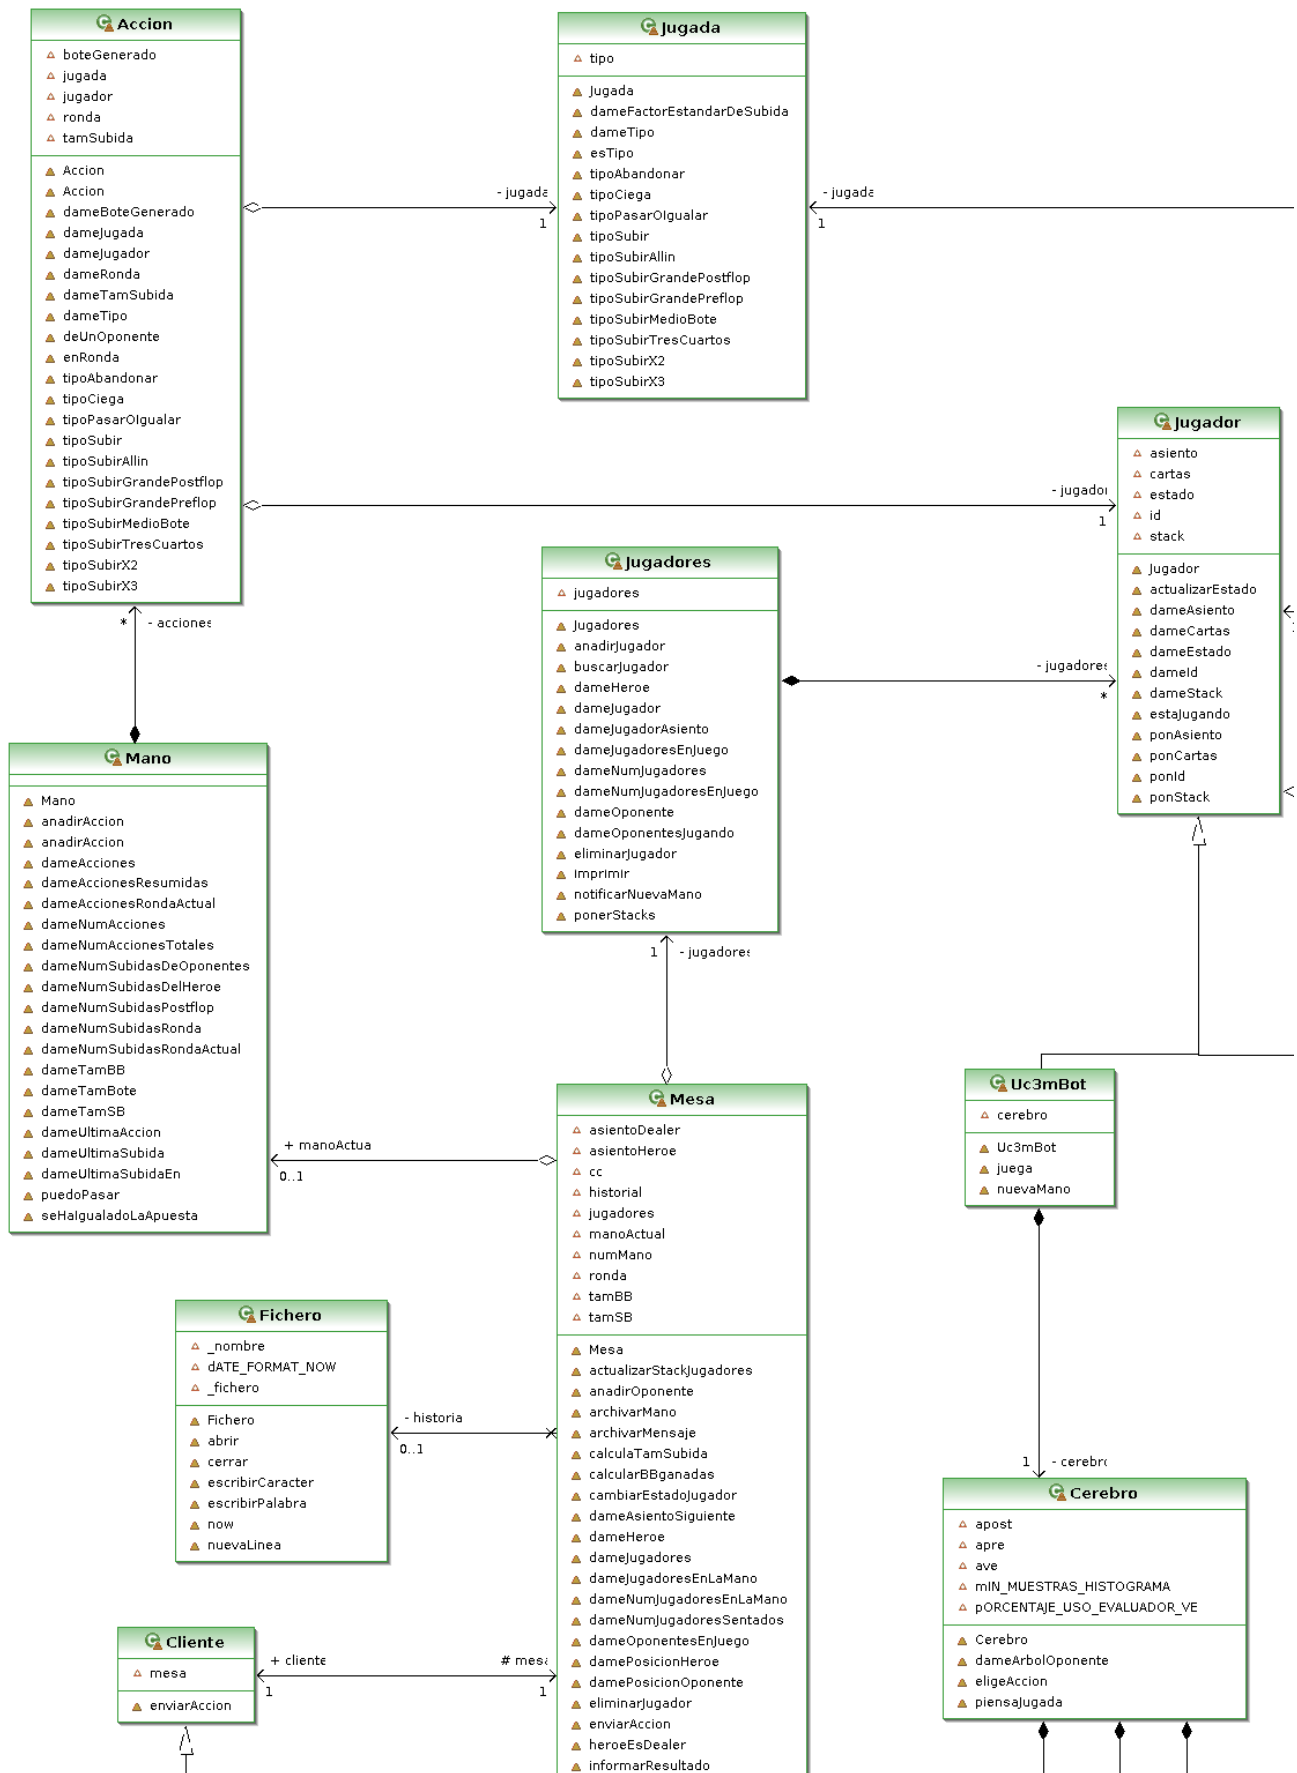 Accion
boteGenerado
jugada
jugador
ronda
tamSubida
Accion
Accion
dameBoteGenerado
dameJugada
dameJugador
dameRonda
dameTamSubida
dameTipo
deUnOponente
enRonda
tipoAbandonar
tipoCiega
tipoPasarOIgualar
tipoSubir
tipoSubirAllin
tipoSubirGrandePostflop
tipoSubirGrandePreflop
tipoSubirMedioBote
tipoSubirTresCuartos
tipoSubirX2
tipoSubirX3
- jugada
1
Jugada
tipo
Jugada
dameFactorEstandarDeSubida
dameTipo
esTipo
tipoAbandonar
tipoCiega
tipoPasarOIgualar
tipoSubir
tipoSubirAllin
tipoSubirGrandePostflop
tipoSubirGrandePreflop
tipoSubirMedioBote
tipoSubirTresCuartos
tipoSubirX2
tipoSubirX3
- jugada
1
- jugador
1
Jugador
asiento
cartas
estado
id
stack
Jugador
actualizarEstado
dameAsiento
dameCartas
dameEstado
dameId
dameStack
estaJugando
ponAsiento
ponCartas
ponId
ponStack
Jugadores
jugadores
Jugadores
anadirJugador
buscarJugador
dameHeroe
dameJugador
dameJugadorAsiento
dameJugadoresEnJuego
dameNumJugadores
dameNumJugadoresEnJuego
dameOponente
dameOponentesJugando
eliminarJugador
imprimir
notificarNuevaMano
ponerStacks
- jugadores
*
* - acciones
Mano
Mano
anadirAccion
anadirAccion
dameAcciones
dameAccionesResumidas
dameAccionesRondaActual
dameNumAcciones
dameNumAccionesTotales
dameNumSubidasDeOponentes
dameNumSubidasDelHeroe
dameNumSubidasPostflop
dameNumSubidasRonda
dameNumSubidasRondaActual
dameTamBB
dameTamBote
dameTamSB
dameUltimaAccion
dameUltimaSubida
dameUltimaSubidaEn
puedoPasar
seHaIgualadoLaApuesta
1 - jugadores
+ manoActua
0..1
Mesa
asientoDealer
asientoHeroe
cc
historial
jugadores
manoActual
numMano
ronda
tamBB
tamSB
Mesa
actualizarStackJugadores
anadirOponente
archivarMano
archivarMensaje
calculaTamSubida
calcularBBganadas
cambiarEstadoJugador
dameAsientoSiguiente
dameHeroe
dameJugadores
dameJugadoresEnLaMano
dameNumJugadoresEnLaMano
dameNumJugadoresSentados
dameOponentesEnJuego
damePosicionHeroe
damePosicionOponente
eliminarJugador
enviarAccion
heroeEsDealer
informarResultado
Uc3mBot
cerebro
Uc3mBot
juega
nuevaMano
Fichero
_nombre
dATE_FORMAT_NOW
_fichero
Fichero
abrir
cerrar
escribirCaracter
escribirPalabra
now
nuevaLinea
- historia
0..1
1 - cerebro
Cerebro
apost
apre
ave
mIN_MUESTRAS_HISTOGRAMA
pORCENTAJE_USO_EVALUADOR_VE
Cerebro
dameArbolOponente
eligeAccion
piensaJugada
Cliente
mesa
enviarAccion
+ cliente
1
# mesa
1